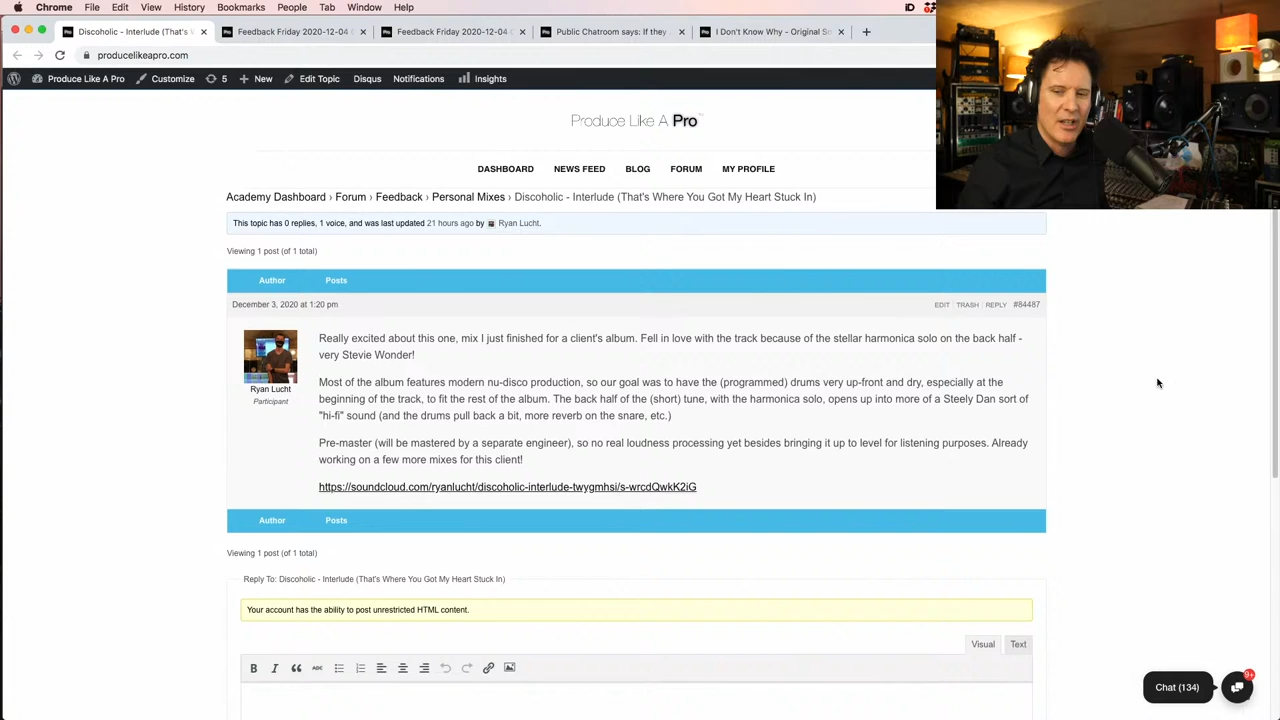 Chrome File Edit View History Bookmarks People Tab Window Help
Discoholic - Interlude (That's
Feedback Friday 2020-12-04
Feedback Friday 2020-12-04
Public Chatroom says: If they
I Don't Know Why - Original So
producelikeapro.com
Produce Like A Pro Customize 5 New Edit Topic Disqus Notifications Insights
Produce Like A Pro
DASHBOARD NEWS FEED BLOG FORUM MY PROFILE
Academy Dashboard › Forum › Feedback › Personal Mixes › Discoholic - Interlude (That's Where You Got My Heart Stuck In)
This topic has 0 replies, 1 voice, and was last updated 21 hours ago by Ryan Lucht.
Viewing 1 post (of 1 total)
Author Posts
December 3, 2020 at 1:20 pm EDIT TRASH REPLY #84487
Ryan Lucht
Participant
Really excited about this one, mix I just finished for a client's album. Fell in love with the track because of the stellar harmonica solo on the back half -
very Stevie Wonder!
Most of the album features modern nu-disco production, so our goal was to have the (programmed) drums very up-front and dry, especially at the
beginning of the track, to fit the rest of the album. The back half of the (short) tune, with the harmonica solo, opens up into more of a Steely Dan sort of
"hi-fi" sound (and the drums pull back a bit, more reverb on the snare, etc.)
Pre-master (will be mastered by a separate engineer), so no real loudness processing yet besides bringing it up to level for listening purposes. Already
working on a few more mixes for this client!
https://soundcloud.com/ryanlucht/discoholic-interlude-twygmhsi/s-wrcdQwkK2iG
Author Posts
Viewing 1 post (of 1 total)
Reply To: Discoholic - Interlude (That's Where You Got My Heart Stuck In)
Your account has the ability to post unrestricted HTML content.
Visual Text
B I ABC
Chat (134)
9+